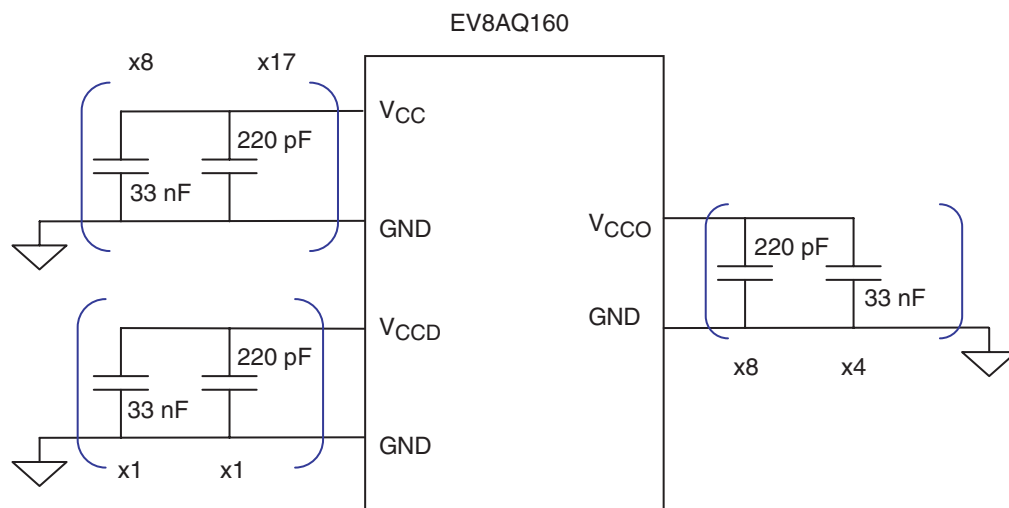 EV8AQ160
x8 x17
VCC
220 pF
33 nF
GND
VCCD
220 pF
33 nF
GND
x1 x1
VCCO
220 pF
33 nF
GND
x8 x4